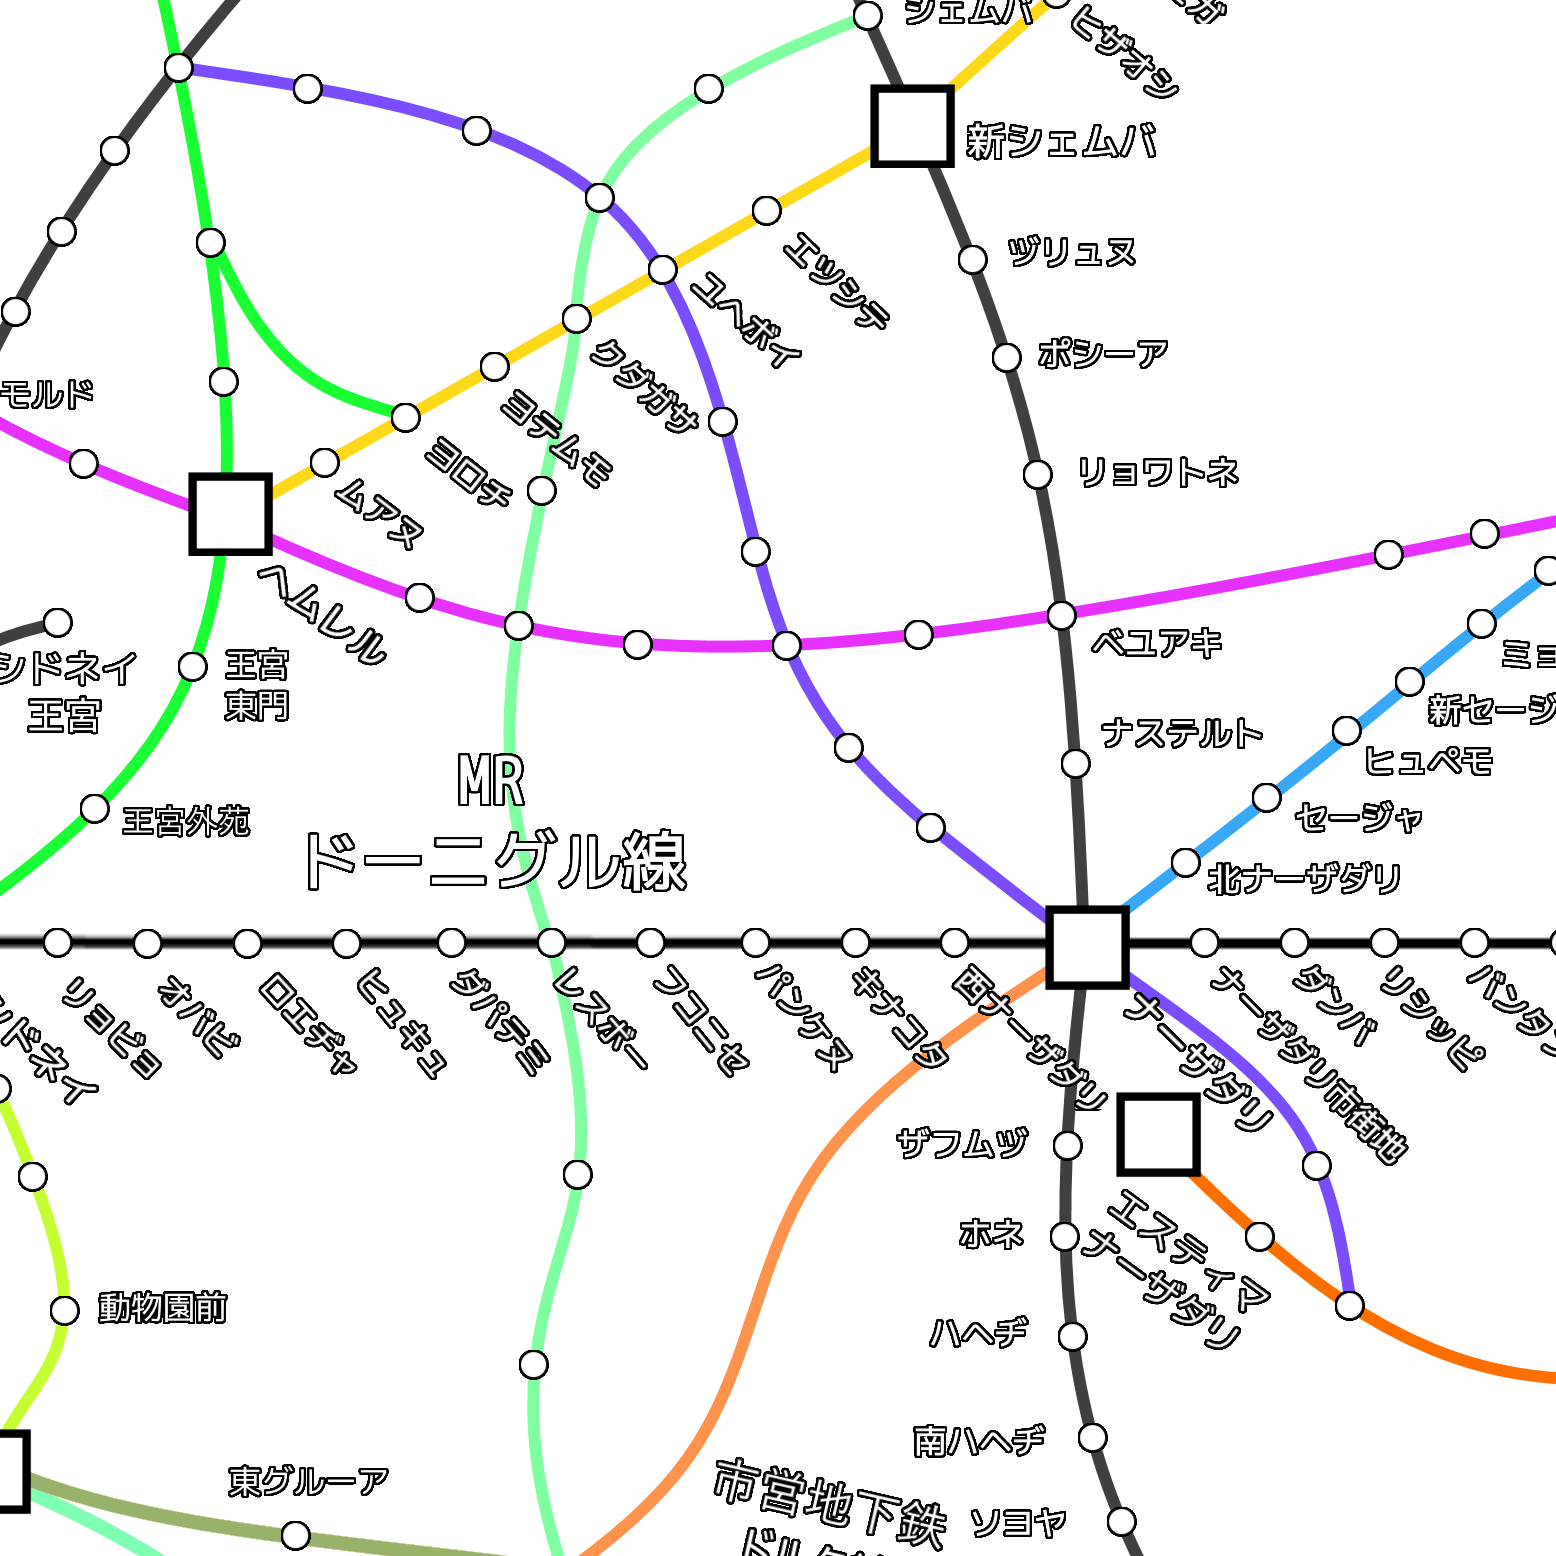 シェムバ
ヒザオシ
新シェムバ
ヅリュヌ
エッシテ
ユヘボイ
ポシーア
クダガサ
モルド
ヨテムモ
ヨロチ
リョワトネ
ムアヌ
ヘムレル
ベユアキ
シドネイ
王宮
王宮
東門
ミョ
新セージ
ナステルト
ヒュペモ
MR
ドーニグル線
王宮外苑
セージャ
北ナーザダリ
ンドネイ
リョビョ
オバビ
ロエチャ
ヒュキュ
ダパテミ
レスボー
フコニセ
パンケヌ
キナコタ
西ナーザダリ
ナーザダリ
ナーザダリ市街地
ダンバ
リシッピ
バンタン
ザフムヅ
ホネ
エスティマ
ナーザダリ
動物園前
ハヘヂ
南ハヘヂ
東グルーア
市営地下鉄
ソヨヤ